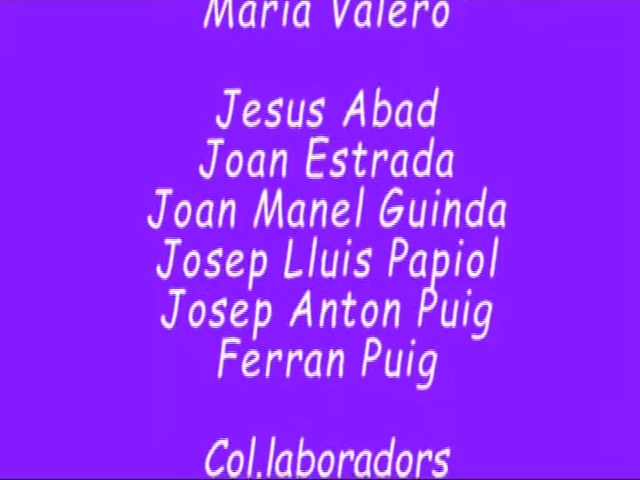 Maria Valero
Jesus Abad
Joan Estrada
Joan Manel Guinda
Josep Lluis Papiol
Josep Anton Puig
Ferran Puig
Col.laboradors